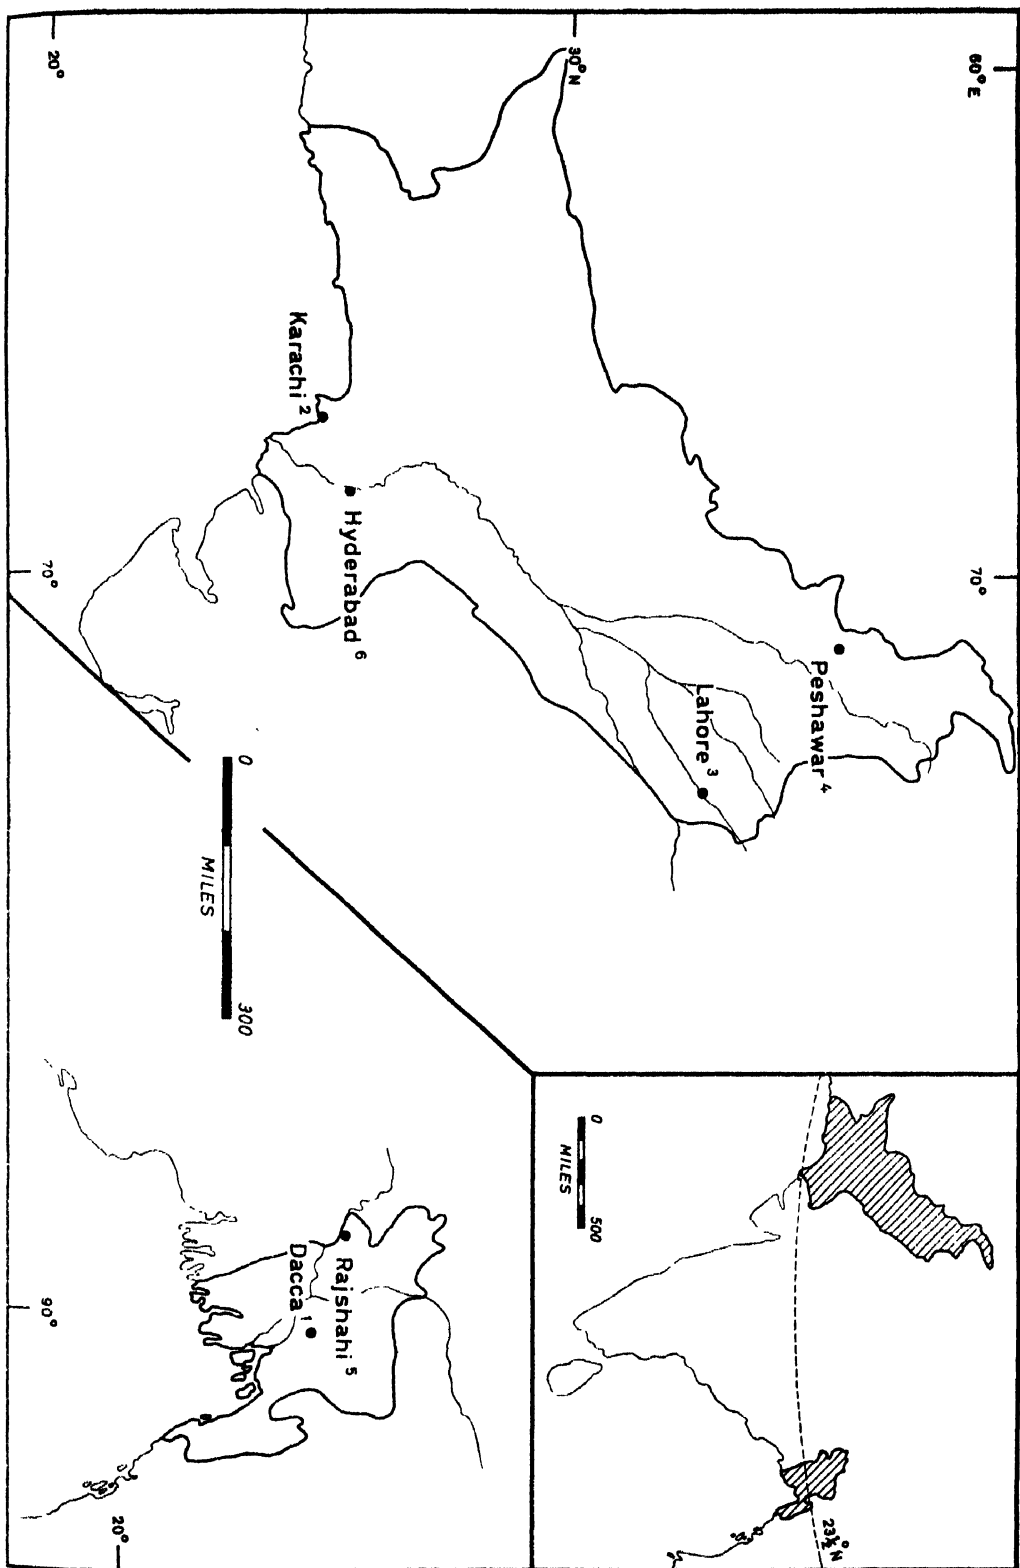 60°E
70°
30°N
20°
Peshawar 4
Lahore 3
Hyderabad 6
Karachi 2
70°
0
300
MILES
0
500
MILES
23½°N
Rajshahi 5
Dacca 1
90°
20°